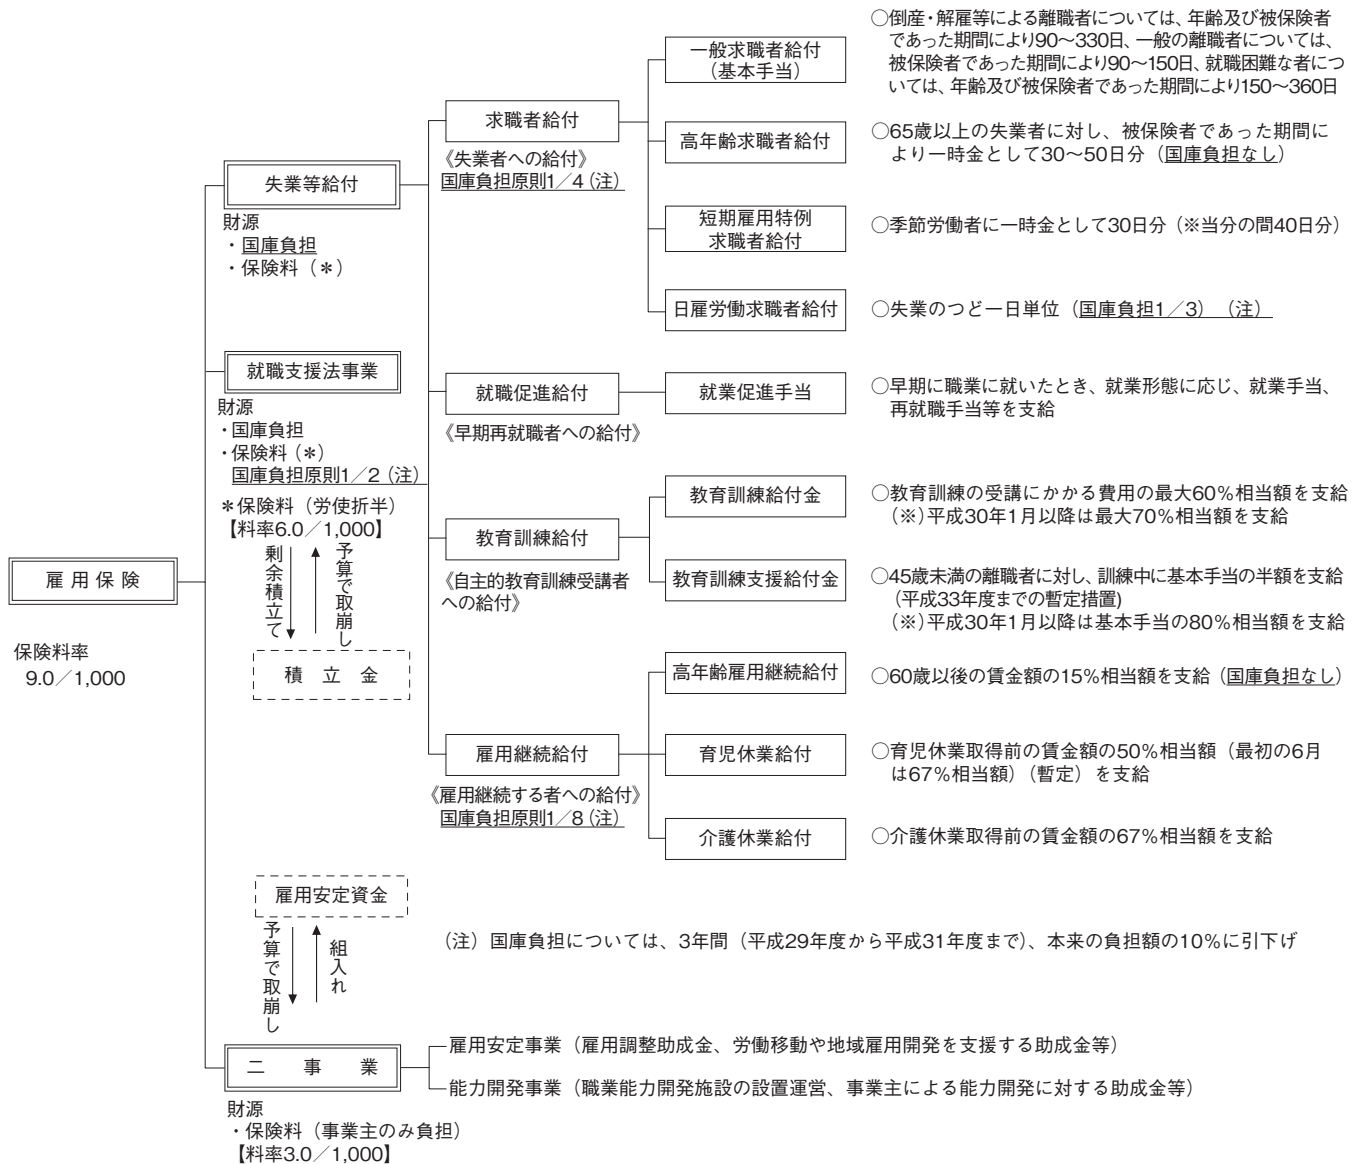 雇用保険
保険料率
9.0／1,000
失業等給付
財源
・国庫負担
・保険料（＊）
就職支援法事業
財源
・国庫負担
・保険料（＊）
国庫負担原則1／2（注）
＊保険料（労使折半）
【料率6.0／1,000】
剰余積立て
予算で取崩し
積立金
雇用安定資金
予算で取崩し
組入れ
二事業
財源
・保険料（事業主のみ負担）
【料率3.0／1,000】
求職者給付
《失業者への給付》
国庫負担原則1／4（注）
一般求職者給付
（基本手当）
○倒産・解雇等による離職者については、年齢及び被保険者
であった期間により90～330日、一般の離職者については、
被保険者であった期間により90～150日、就職困難な者につ
いては、年齢及び被保険者であった期間により150～360日
高年齢求職者給付
○65歳以上の失業者に対し、被保険者であった期間に
より一時金として30～50日分（国庫負担なし）
短期雇用特例
求職者給付
○季節労働者に一時金として30日分（※当分の間40日分）
日雇労働求職者給付
○失業のつど一日単位（国庫負担1／3）（注）
就職促進給付
《早期再就職者への給付》
就業促進手当
○早期に職業に就いたとき、就業形態に応じ、就業手当、
再就職手当等を支給
教育訓練給付
《自主的教育訓練受講者
への給付》
教育訓練給付金
○教育訓練の受講にかかる費用の最大60％相当額を支給
（※）平成30年1月以降は最大70％相当額を支給
教育訓練支援給付金
○45歳未満の離職者に対し、訓練中に基本手当の半額を支給
（平成33年度までの暫定措置)
（※）平成30年1月以降は基本手当の80％相当額を支給
雇用継続給付
《雇用継続する者への給付》
国庫負担原則1／8（注）
高年齢雇用継続給付
○60歳以後の賃金額の15％相当額を支給（国庫負担なし）
育児休業給付
○育児休業取得前の賃金額の50％相当額（最初の6月
は67％相当額）（暫定）を支給
介護休業給付
○介護休業取得前の賃金額の67％相当額を支給
（注）国庫負担については、3年間（平成29年度から平成31年度まで）、本来の負担額の10％に引下げ
雇用安定事業（雇用調整助成金、労働移動や地域雇用開発を支援する助成金等）
能力開発事業（職業能力開発施設の設置運営、事業主による能力開発に対する助成金等）